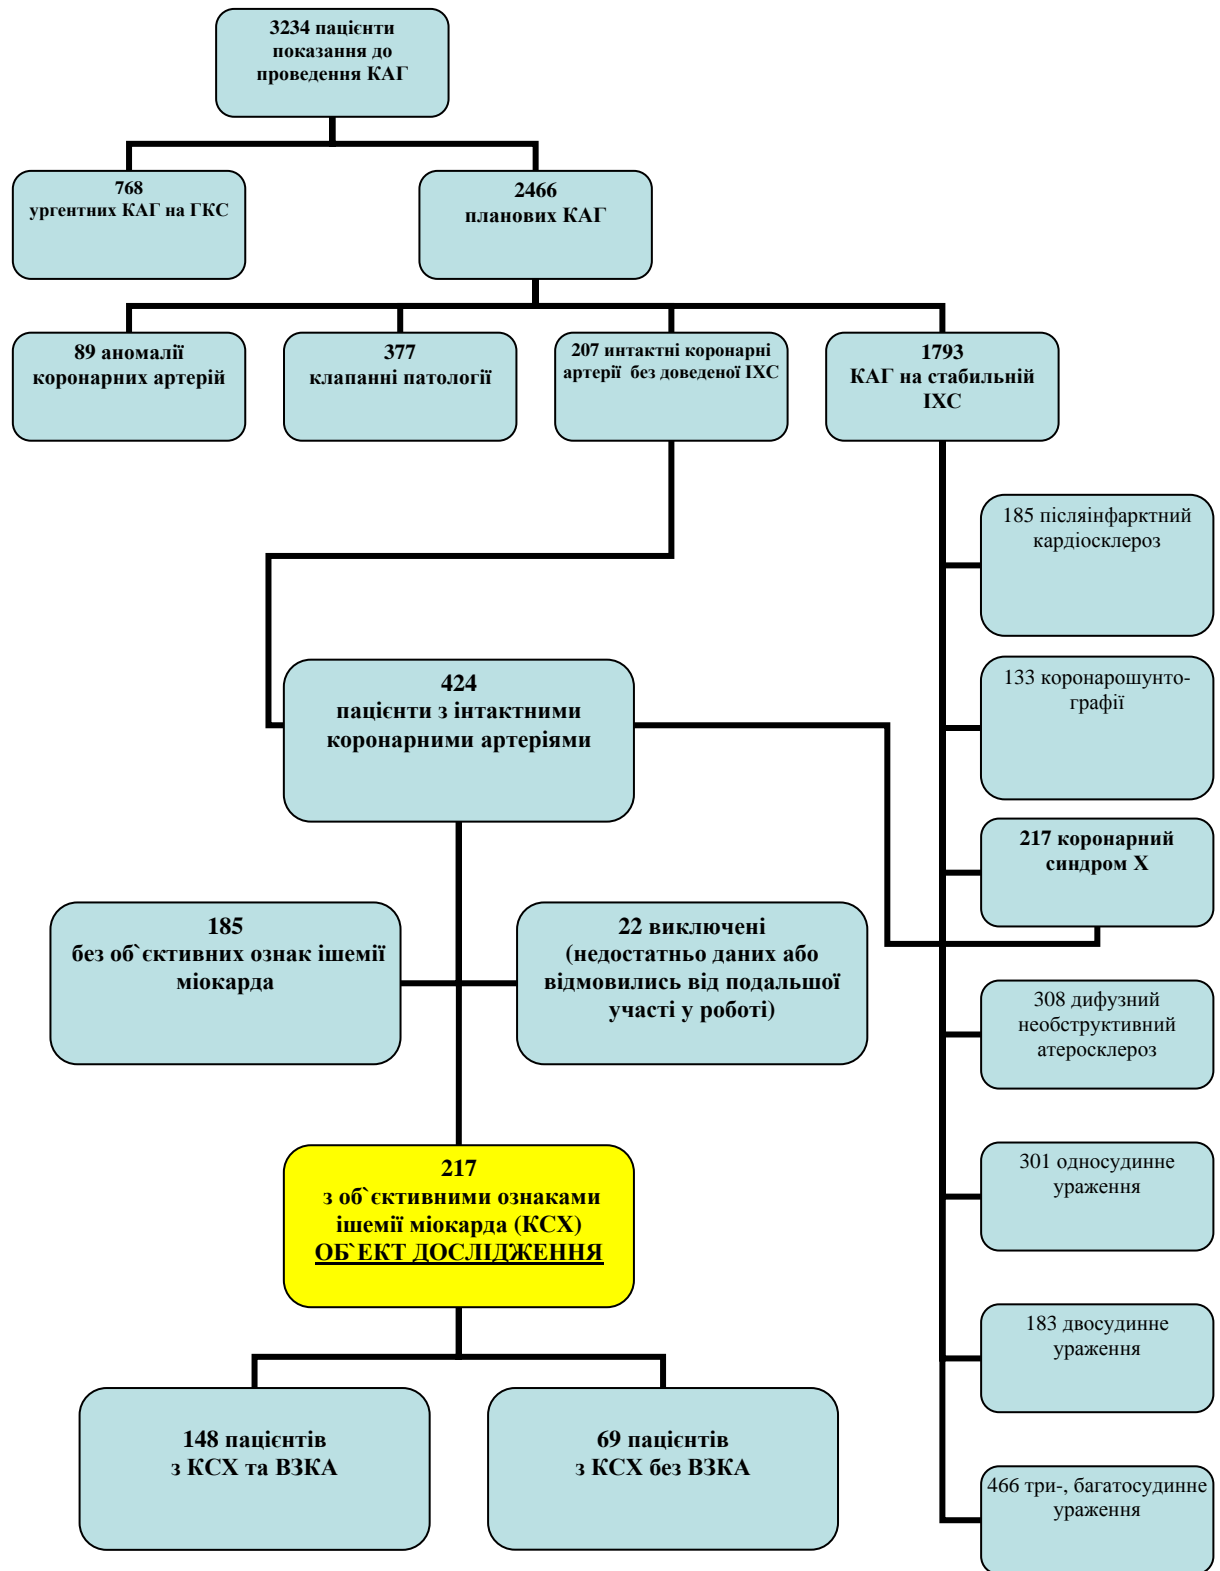 3234 пацієнти
показання до
проведення КАГ
768
ургентних КАГ на ГКС
2466
планових КАГ
89 аномалії
коронарних артерій
377
клапанні патології
207 интактні коронарні
артерії без доведеної ІХС
1793
КАГ на стабильній
ІХС
185 післяінфарктний
кардіосклероз
133 коронарошунто-
графії
424
пацієнти з інтактними
коронарними артеріями
217 коронарний
синдром Х
185
без об`єктивних ознак ішемії
міокарда
22 виключені
(недостатньо даних або
відмовились від подальшої
участі у роботі)
308 дифузний
необструктивний
атеросклероз
217
з об`єктивними ознаками
ішемії міокарда (КСХ)
ОБ`ЕКТ ДОСЛІДЖЕННЯ
301 односудинне
ураження
183 двосудинне
ураження
148 пацієнтів
з КСХ та ВЗКА
69 пацієнтів
з КСХ без ВЗКА
466 три-, багатосудинне
ураження